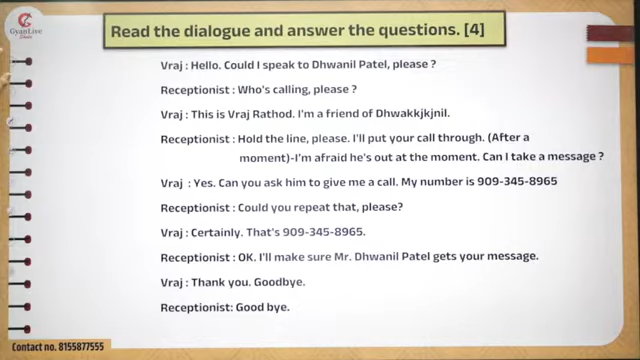 GyanLive
Read the dialogue and answer the questions. [4]
Vraj : Hello. Could I speak to Dhwanil Patel, please ?
Receptionist : Who's calling, please ?
Vraj : This is Vraj Rathod. I'm a friend of Dhwakkjkjnil.
Receptionist : Hold the line, please. I'll put your call through. (After a
moment)-I'm afraid he's out at the moment. Can I take a message ?
Vraj : Yes. Can you ask him to give me a call. My number is 909-345-8965
Receptionist : Could you repeat that, please?
Vraj : Certainly. That's 909-345-8965.
Receptionist : OK. I'll make sure Mr. Dhwanil Patel gets your message.
Vraj : Thank you. Goodbye.
Receptionist: Good bye.
Contact no. 8155877555